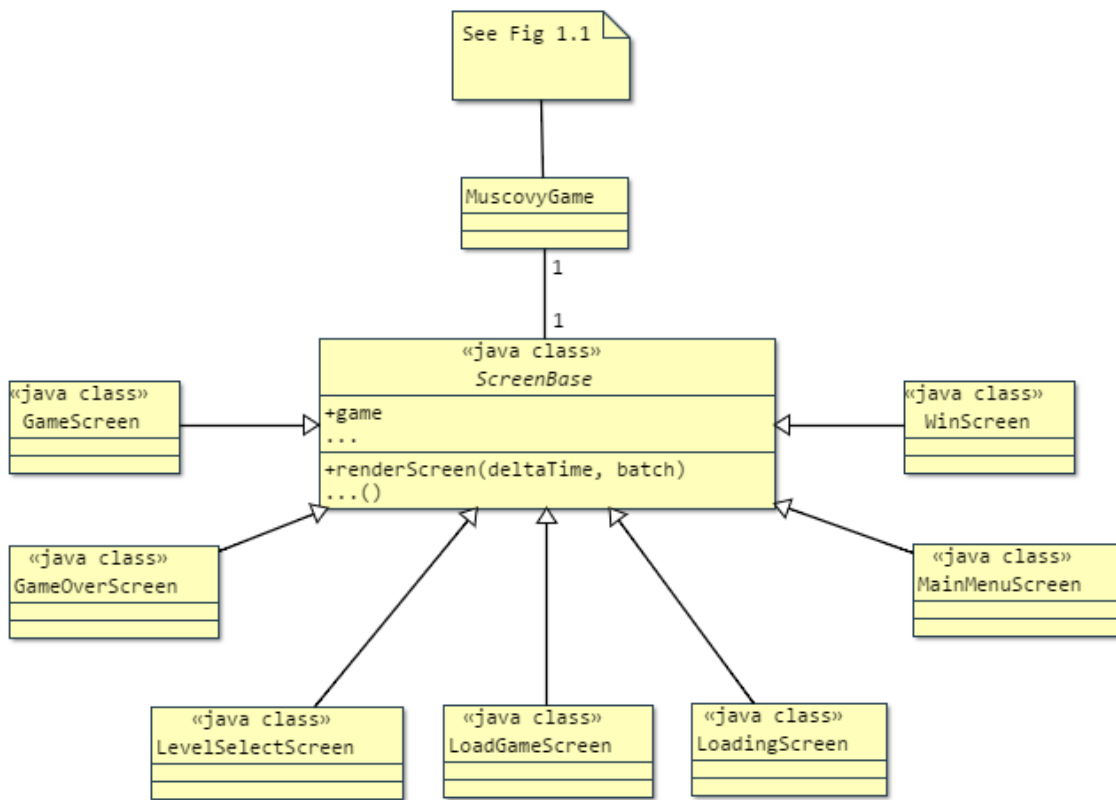 See Fig 1.1
MuscovyGame
1
1
«java class»
ScreenBase
+game
...
+renderScreen(deltaTime, batch)
...()
«java class»
GameScreen
«java class»
WinScreen
«java class»
GameOverScreen
«java class»
MainMenuScreen
«java class»
LevelSelectScreen
«java class»
LoadGameScreen
«java class»
LoadingScreen